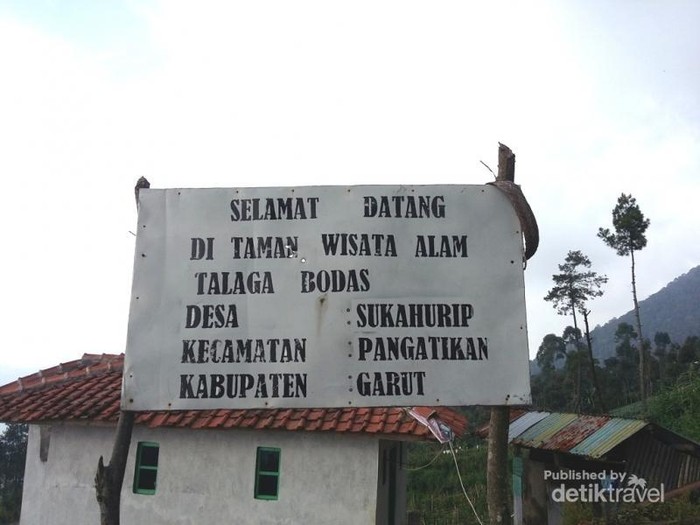 SELAMAT DATANG
DI TAMAN WISATA ALAM
TALAGA BODAS
DESA : SUKAHURIP
KECAMATAN : PANGATIKAN
KABUPATEN : GARUT
Published by
detiktravel